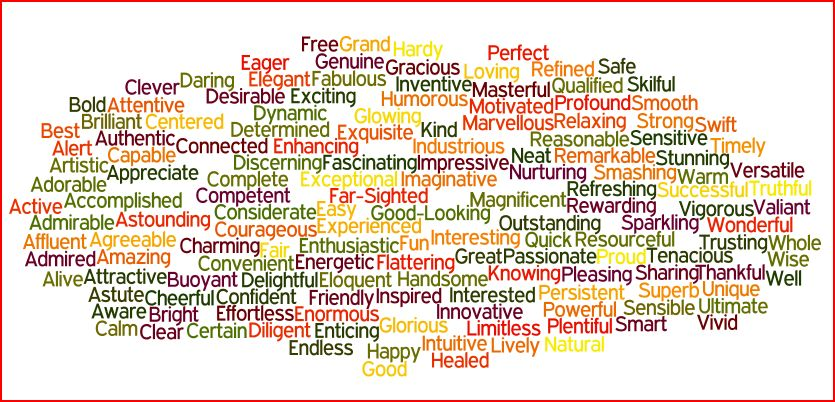 Free Grand Hardy Perfect
Eager Genuine Gracious Loving Refined Safe
Clever Daring Elegant Fabulous Inventive Masterful Qualified Skilful
Desirable Exciting Humorous Motivated Profound Smooth
Bold Attentive Dynamic Glowing Marvellous Relaxing Strong Swift
Brilliant Centered Determined Exquisite Kind Reasonable Sensitive Timely
Best Authentic Connected Enhancing Industrious Neat Remarkable Stunning
Alert Capable Discerning Fascinating Impressive Nurturing Smashing Warm Versatile
Artistic Appreciate Complete Exceptional Imaginative Refreshing Successful Truthful
Adorable Accomplished Competent Far-Sighted Magnificent Rewarding Vigorous Valiant
Active Astounding Considerate Easy Good-Looking Outstanding Sparkling Wonderful
Admirable Courageous Experienced Interesting Quick Resourceful Trusting Whole
Affluent Agreeable Charming Fair Enthusiastic Fun Great Passionate Proud Tenacious Wise
Admired Amazing Convenient Energetic Flattering Knowing Pleasing Sharing Thankful Well
Alive Attractive Buoyant Delightful Eloquent Handsome Persistent Superb Unique
Astute Cheerful Confident Friendly Inspired Interested Powerful Sensible Ultimate
Aware Bright Effortless Enormous Innovative Plentiful Smart Vivid
Calm Clear Certain Diligent Enticing Glorious Limitless
Endless Happy Intuitive Lively Natural
Good Healed